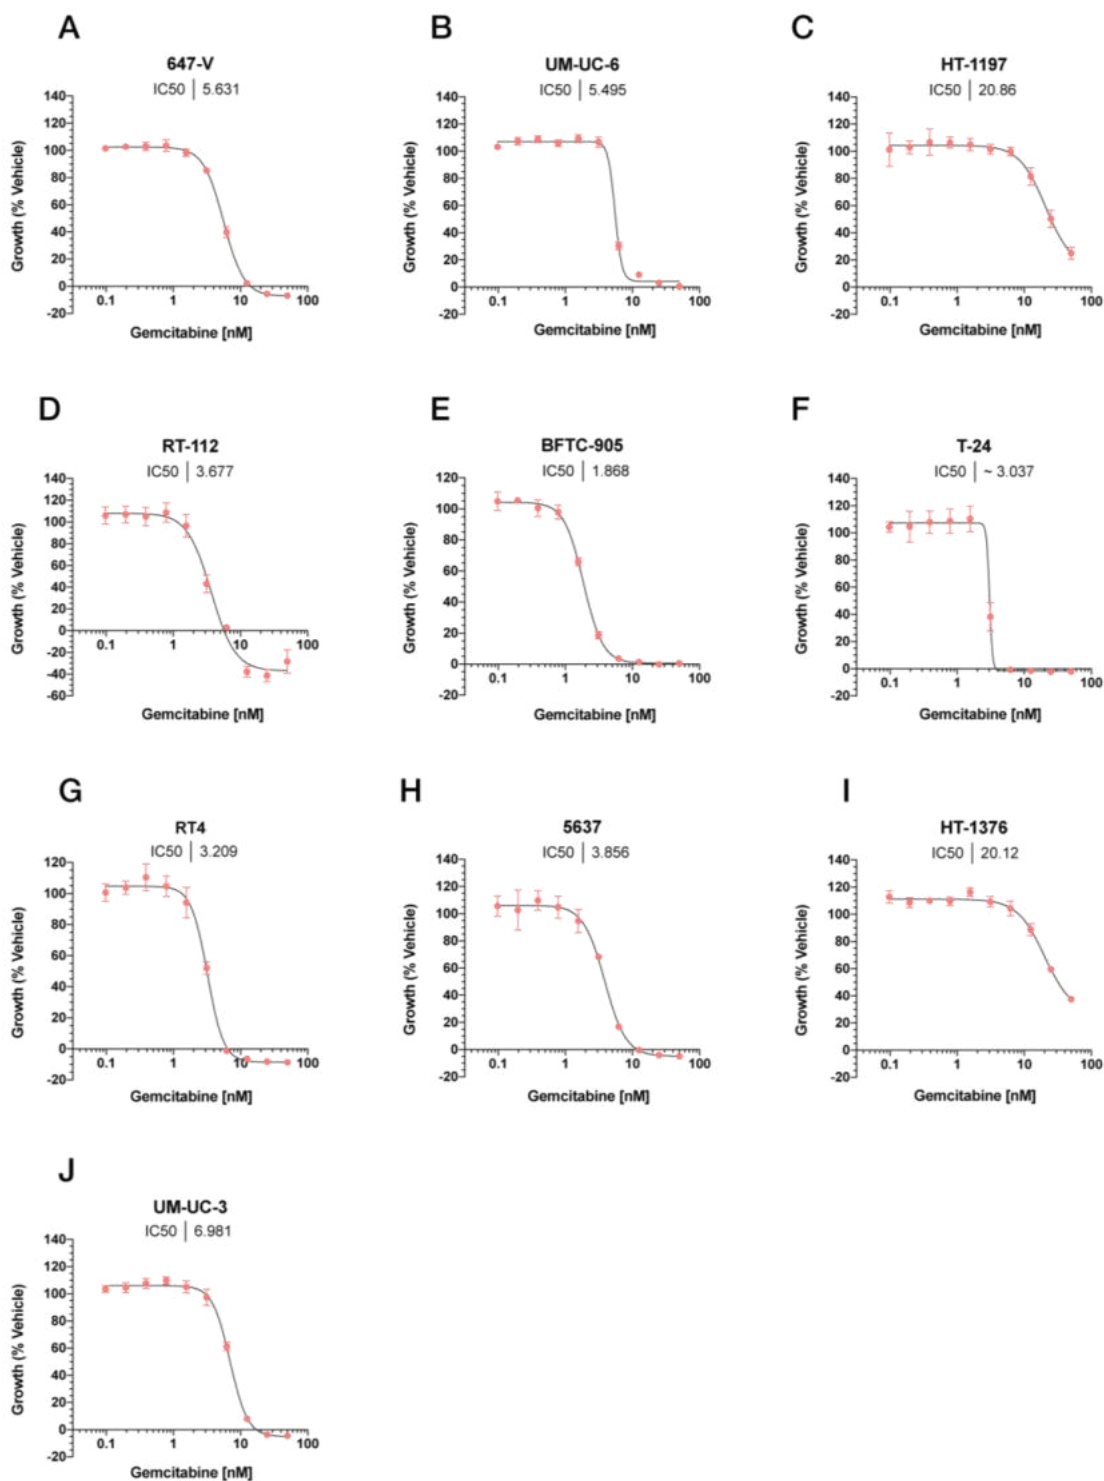 A
647-V
IC50 | 5.631
140
120
100
80
60
40
20
0
-20
Growth (% Vehicle)
0.1 1 10 100
Gemcitabine [nM]
B
UM-UC-6
IC50 | 5.495
140
120
100
80
60
40
20
0
-20
Growth (% Vehicle)
0.1 1 10 100
Gemcitabine [nM]
C
HT-1197
IC50 | 20.86
140
120
100
80
60
40
20
0
-20
Growth (% Vehicle)
0.1 1 10 100
Gemcitabine [nM]
D
RT-112
IC50 | 3.677
140
120
100
80
60
40
20
0
-20
-40
-60
Growth (% Vehicle)
0.1 1 10 100
Gemcitabine [nM]
E
BFTC-905
IC50 | 1.868
120
100
80
60
40
20
0
-20
Growth (% Vehicle)
0.1 1 10 100
Gemcitabine [nM]
F
T-24
IC50 | ~ 3.037
140
120
100
80
60
40
20
0
-20
Growth (% Vehicle)
0.1 1 10 100
Gemcitabine [nM]
G
RT4
IC50 | 3.209
120
100
80
60
40
20
0
-20
Growth (% Vehicle)
0.1 1 10 100
Gemcitabine [nM]
H
5637
IC50 | 3.856
140
120
100
80
60
40
20
0
-20
Growth (% Vehicle)
0.1 1 10 100
Gemcitabine [nM]
I
HT-1376
IC50 | 20.12
140
120
100
80
60
40
20
0
-20
Growth (% Vehicle)
0.1 1 10 100
Gemcitabine [nM]
J
UM-UC-3
IC50 | 6.981
140
120
100
80
60
40
20
0
-20
Growth (% Vehicle)
0.1 1 10 100
Gemcitabine [nM]